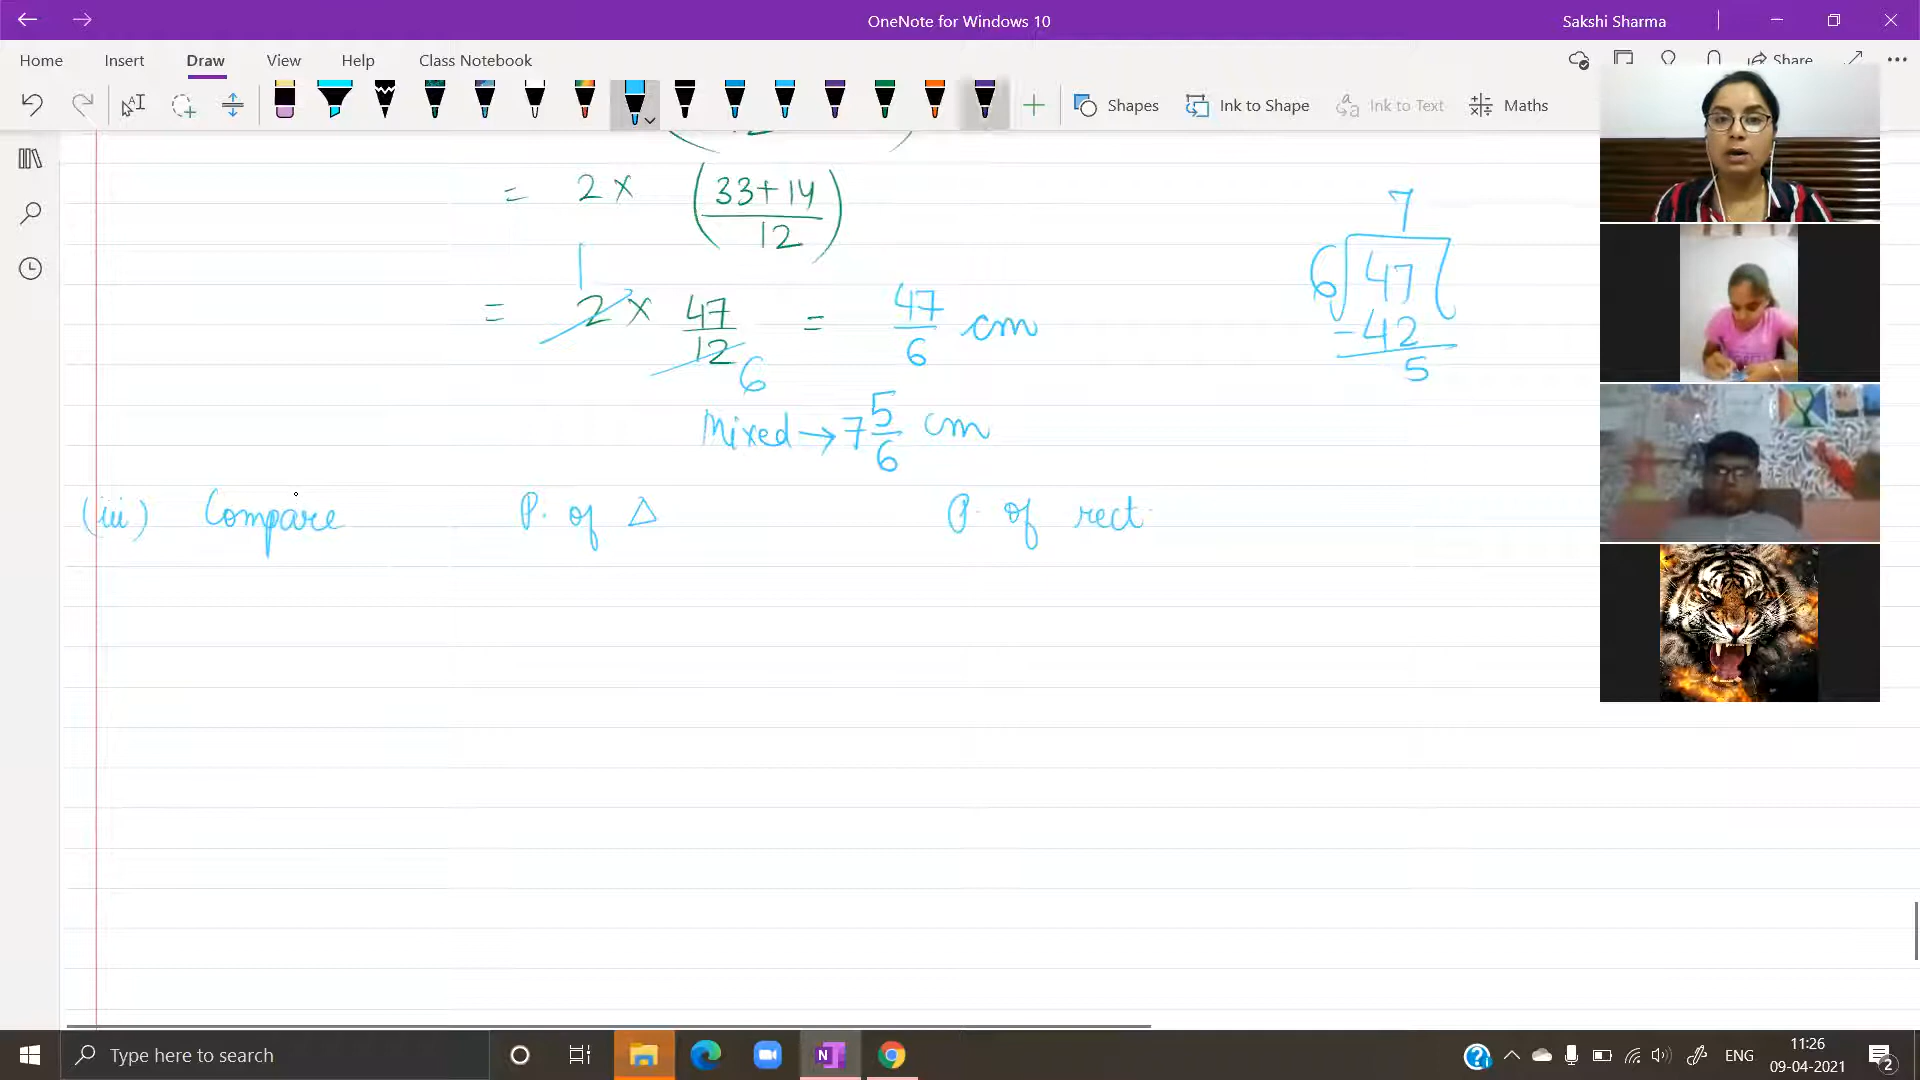 OneNote for Windows 10
Sakshi Sharma
Home Insert Draw View Help Class Notebook
Share
Shapes Ink to Shape Ink to Text Maths
12
= 2 × (33+14 / 12)
1
= 2 × 47/12 = 47/6 cm
6
Mixed → 7 5/6 cm
7
6 47
-42
5
(iii) Compare P. of △ P. of rect.
Type here to search
ENG
11:26
09-04-2021
2